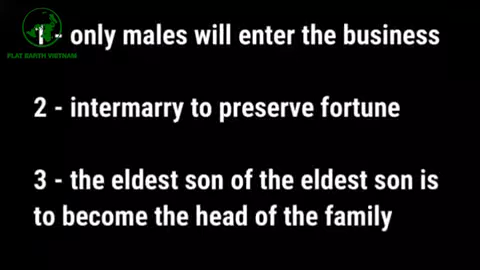 1 - only males will enter the business
FLAT EARTH VIETNAM
2 - intermarry to preserve fortune
3 - the eldest son of the eldest son is
to become the head of the family